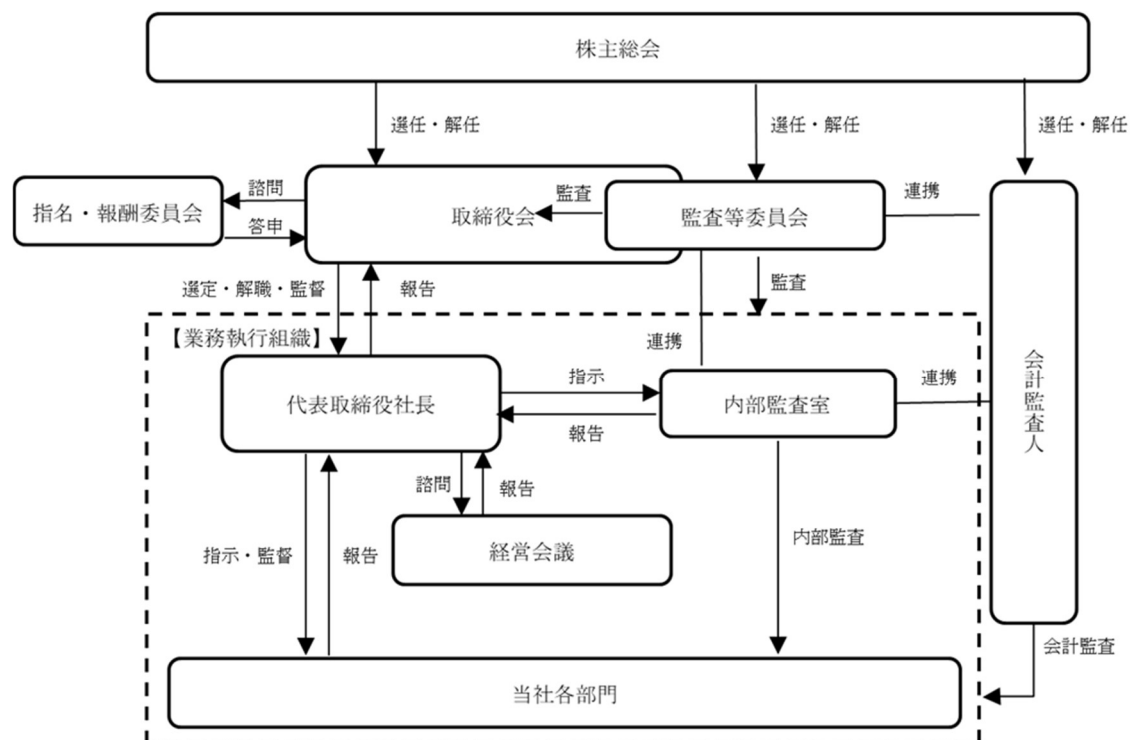 株主総会
選任・解任
選任・解任
選任・解任
指名・報酬委員会
諮問
答申
取締役会
監査
監査等委員会
連携
選定・解職・監督
報告
監査
【業務執行組織】
連携
代表取締役社長
指示
報告
内部監査室
連携
会計監査人
諮問
報告
経営会議
指示・監督
報告
内部監査
会計監査
当社各部門